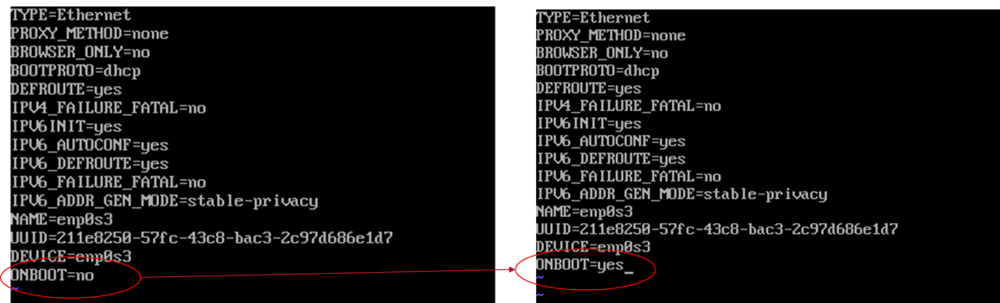 TYPE=Ethernet
PROXY_METHOD=none
BROWSER_ONLY=no
BOOTPROTO=dhcp
DEFROUTE=yes
IPV4_FAILURE_FATAL=no
IPV6INIT=yes
IPV6_AUTOCONF=yes
IPV6_DEFROUTE=yes
IPV6_FAILURE_FATAL=no
IPV6_ADDR_GEN_MODE=stable-privacy
NAME=enp0s3
UUID=211e8250-57fc-43c8-bac3-2c97d686e1d7
DEVICE=enp0s3
ONBOOT=no
~
TYPE=Ethernet
PROXY_METHOD=none
BROWSER_ONLY=no
BOOTPROTO=dhcp
DEFROUTE=yes
IPV4_FAILURE_FATAL=no
IPV6INIT=yes
IPV6_AUTOCONF=yes
IPV6_DEFROUTE=yes
IPV6_FAILURE_FATAL=no
IPV6_ADDR_GEN_MODE=stable-privacy
NAME=enp0s3
UUID=211e8250-57fc-43c8-bac3-2c97d686e1d7
DEVICE=enp0s3
ONBOOT=yes_
~
~